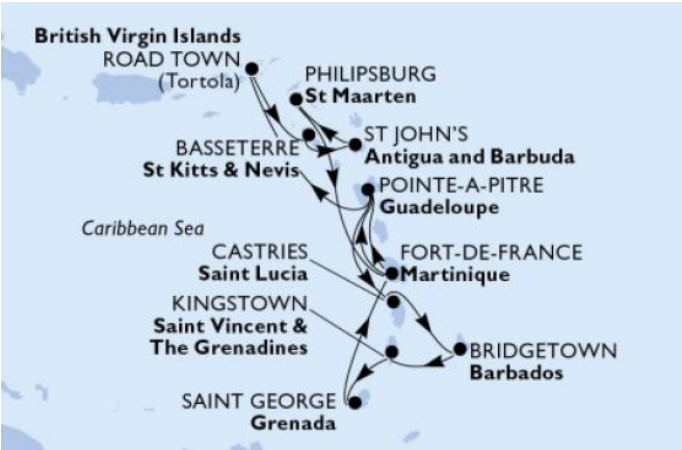 British Virgin Islands
ROAD TOWN
(Tortola)
PHILIPSBURG
St Maarten
BASSETERRE
St Kitts & Nevis
ST JOHN'S
Antigua and Barbuda
POINTE-A-PITRE
Guadeloupe
Caribbean Sea
CASTRIES
Saint Lucia
FORT-DE-FRANCE
Martinique
KINGSTOWN
Saint Vincent &
The Grenadines
BRIDGETOWN
Barbados
SAINT GEORGE
Grenada